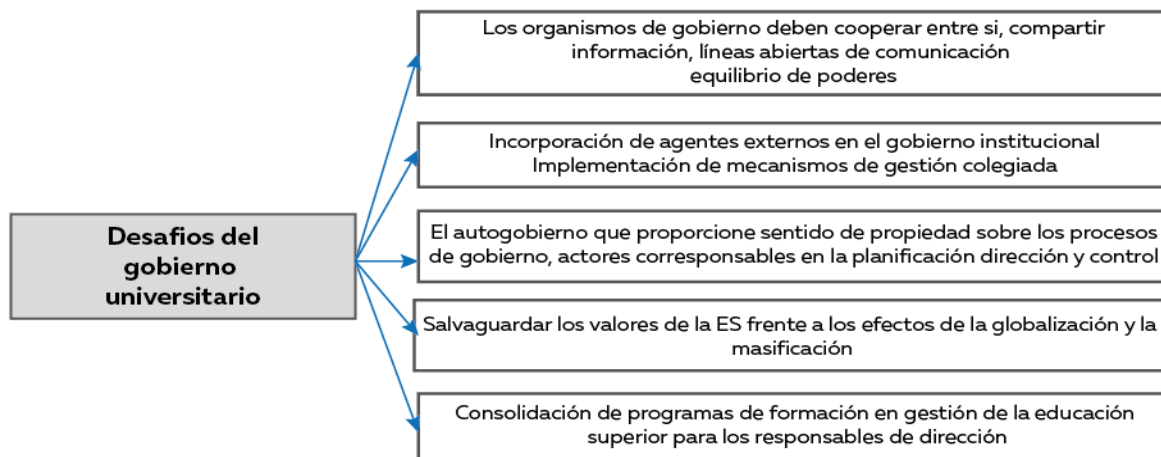 Desafios del
gobierno
universitario
Los organismos de gobierno deben cooperar entre si, compartir
información, líneas abiertas de comunicación
equilibrio de poderes
Incorporación de agentes externos en el gobierno institucional
Implementación de mecanismos de gestión colegiada
El autogobierno que proporcione sentido de propiedad sobre los procesos
de gobierno, actores corresponsables en la planificación dirección y control
Salvaguardar los valores de la ES frente a los efectos de la globalización y la
masificación
Consolidación de programas de formación en gestión de la educación
superior para los responsables de dirección